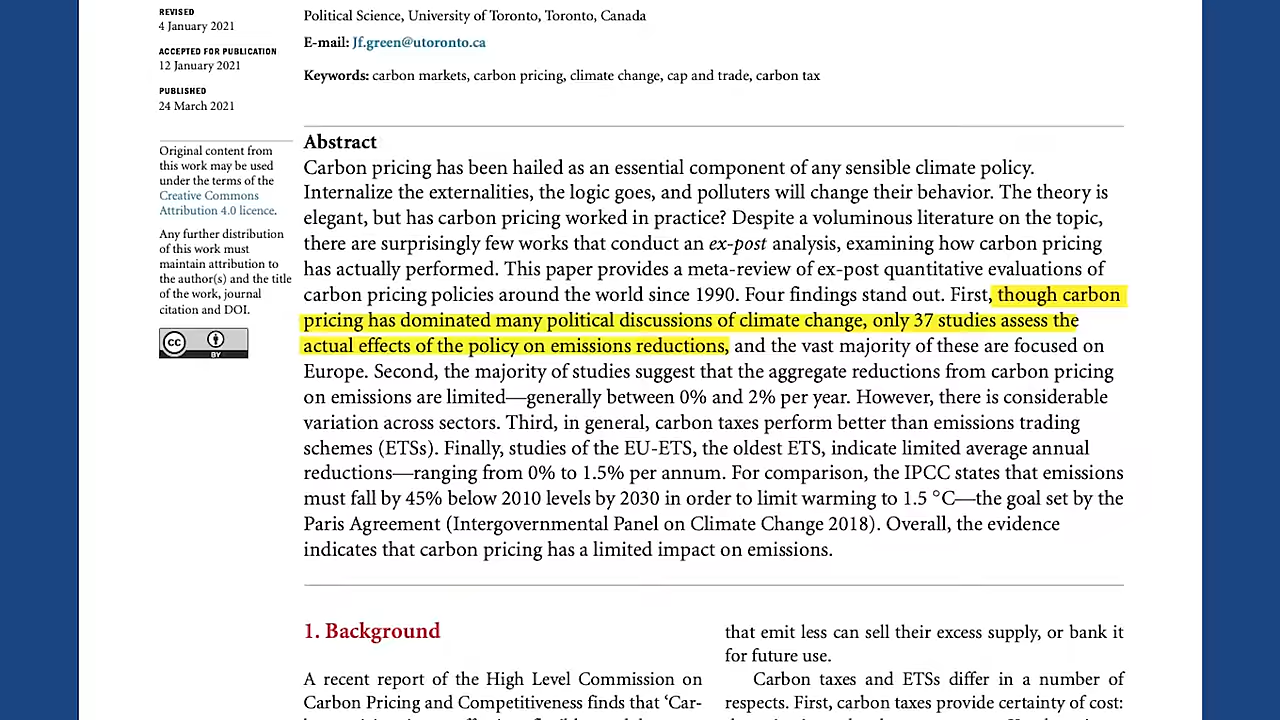 REVISED
4 January 2021
ACCEPTED FOR PUBLICATION
12 January 2021
PUBLISHED
24 March 2021
Original content from
this work may be used
under the terms of the
Creative Commons
Attribution 4.0 licence.
Any further distribution
of this work must
maintain attribution to
the author(s) and the title
of the work, journal
citation and DOI.
CC
BY
Political Science, University of Toronto, Toronto, Canada
E-mail: Jf.green@utoronto.ca
Keywords: carbon markets, carbon pricing, climate change, cap and trade, carbon tax
Abstract
Carbon pricing has been hailed as an essential component of any sensible climate policy.
Internalize the externalities, the logic goes, and polluters will change their behavior. The theory is
elegant, but has carbon pricing worked in practice? Despite a voluminous literature on the topic,
there are surprisingly few works that conduct an ex-post analysis, examining how carbon pricing
has actually performed. This paper provides a meta-review of ex-post quantitative evaluations of
carbon pricing policies around the world since 1990. Four findings stand out. First, though carbon
pricing has dominated many political discussions of climate change, only 37 studies assess the
actual effects of the policy on emissions reductions, and the vast majority of these are focused on
Europe. Second, the majority of studies suggest that the aggregate reductions from carbon pricing
on emissions are limited—generally between 0% and 2% per year. However, there is considerable
variation across sectors. Third, in general, carbon taxes perform better than emissions trading
schemes (ETSs). Finally, studies of the EU-ETS, the oldest ETS, indicate limited average annual
reductions—ranging from 0% to 1.5% per annum. For comparison, the IPCC states that emissions
must fall by 45% below 2010 levels by 2030 in order to limit warming to 1.5 °C—the goal set by the
Paris Agreement (Intergovernmental Panel on Climate Change 2018). Overall, the evidence
indicates that carbon pricing has a limited impact on emissions.
1. Background
A recent report of the High Level Commission on
Carbon Pricing and Competitiveness finds that ‘Car-
that emit less can sell their excess supply, or bank it
for future use.
Carbon taxes and ETSs differ in a number of
respects. First, carbon taxes provide certainty of cost: